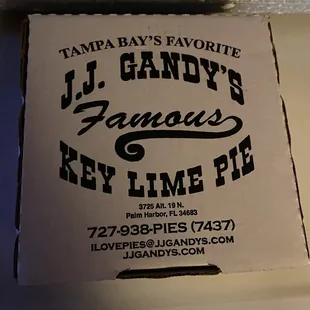 TAMPA BAY'S FAVORITE
J.J. GANDY'S
Famous
KEY LIME PIE
3725 Alt. 19 N.
Palm Harbor, FL 34683
727-938-PIES (7437)
ILOVEPIES@JJGANDYS.COM
JJGANDYS.COM